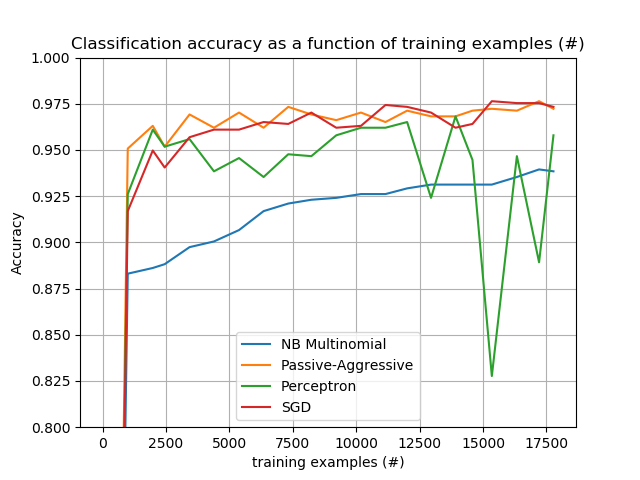 Classification accuracy as a function of training examples (#)
1.000
0.975
0.950
0.925
0.900
0.875
0.850
0.825
0.800
Accuracy
NB Multinomial
Passive-Aggressive
Perceptron
SGD
0 2500 5000 7500 10000 12500 15000 17500
training examples (#)